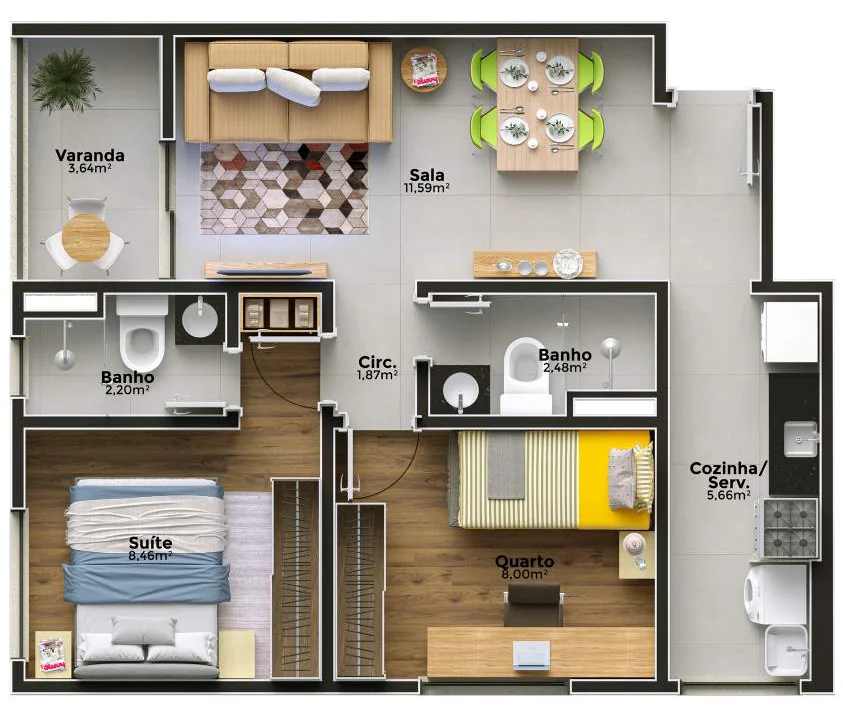 Varanda
3,64m²
Sala
11,59m²
Circ.
1,87m²
Banho
2,48m²
Banho
2,20m²
Cozinha/
Serv.
5,66m²
Suíte
8,46m²
Quarto
8,00m²